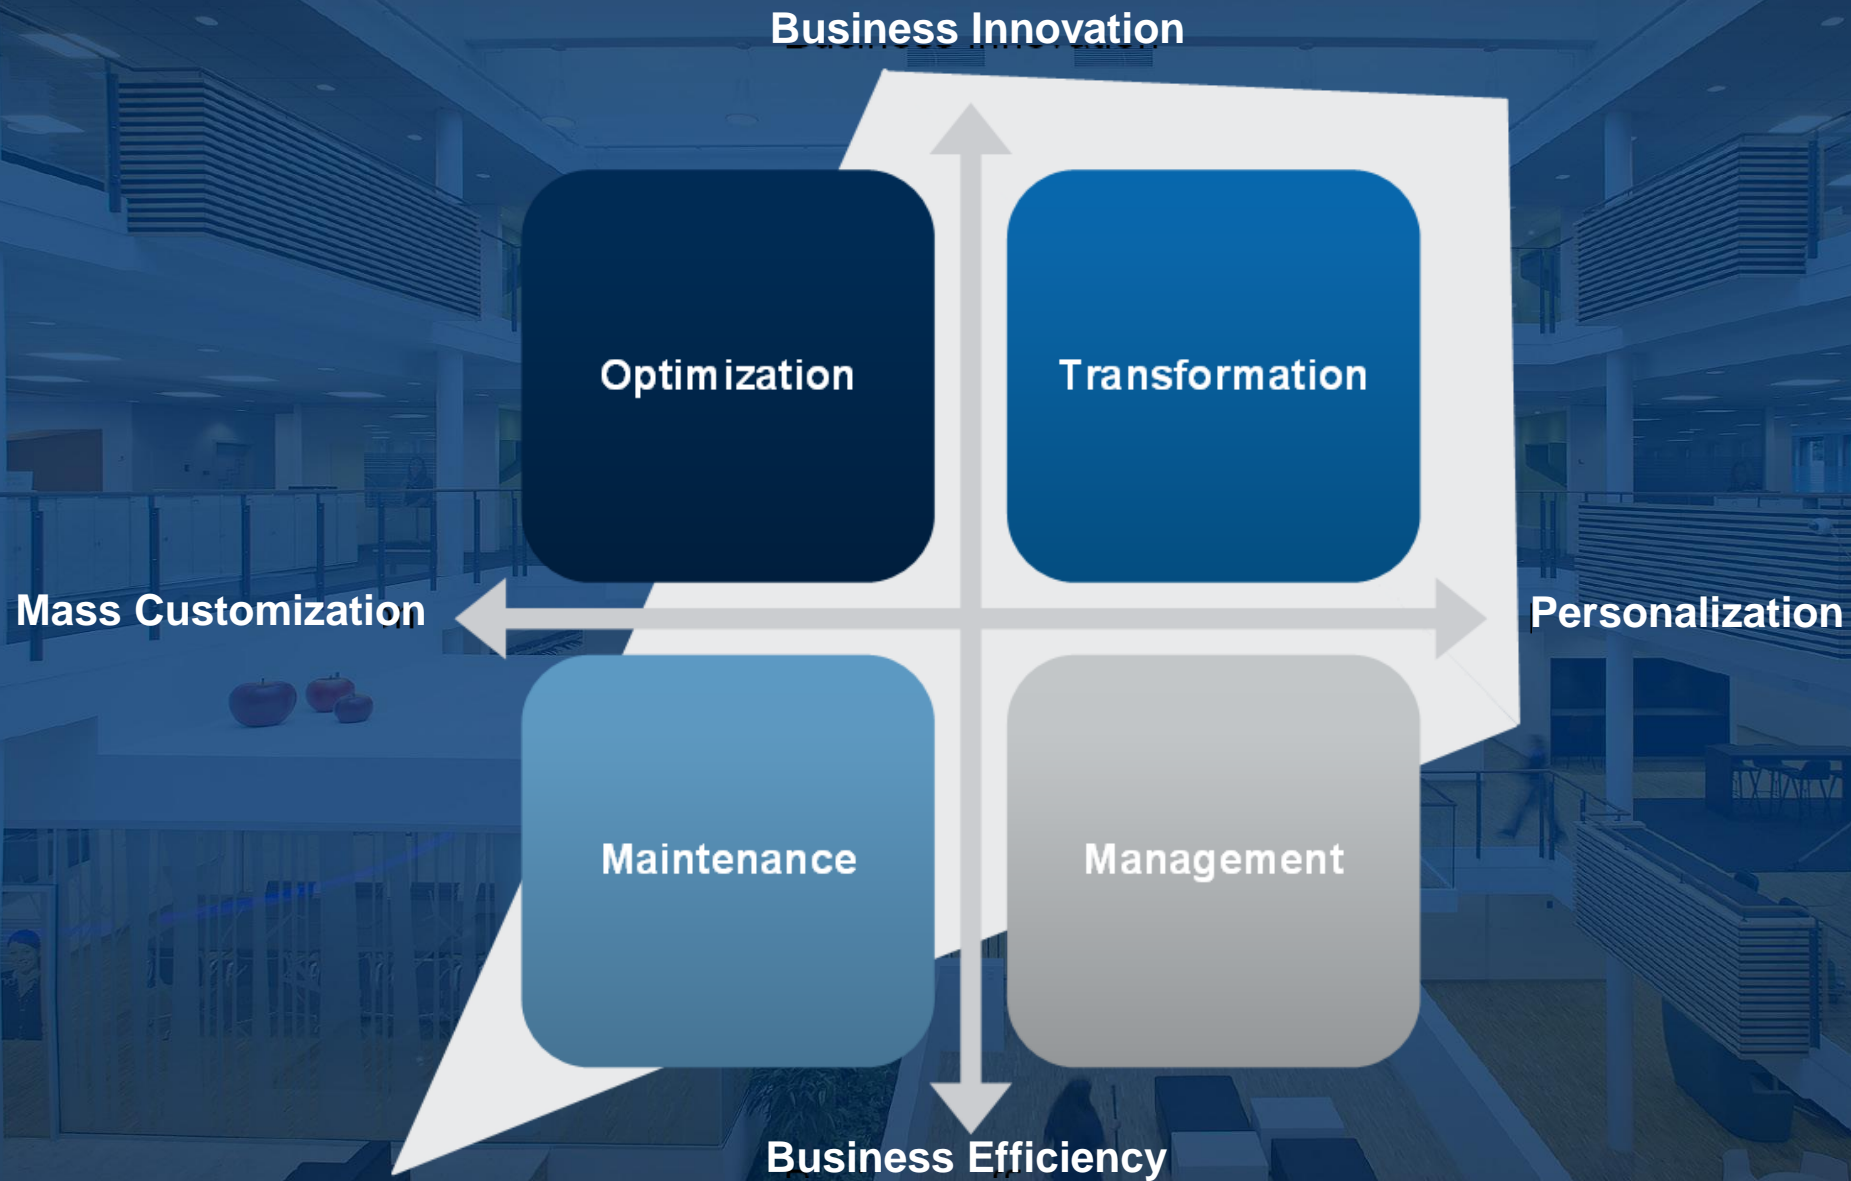 Business Innovation
Optimization
Transformation
Mass Customization
Personalization
Maintenance
Management
Business Efficiency